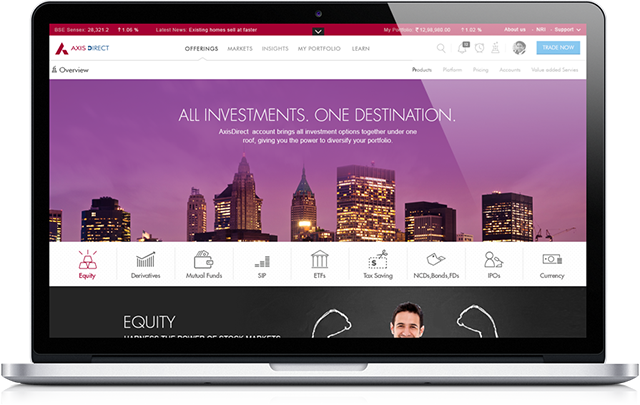 BSE Sensex: 28,321.2 1.06 % Latest News: Existing homes sell at faster My Portfolio: ₹ 12,56,060.00 1.02 % About us - NRI - Support
AXIS DIRECT OFFERINGS MARKETS INSIGHTS MY PORTFOLIO LEARN TRADE NOW
Overview Products Platform Pricing Accounts Value added Servies
ALL INVESTMENTS. ONE DESTINATION.
AxisDirect account brings all investment options together under one
roof, giving you the power to diversify your portfolio.
Equity Derivatives Mutual Funds SIP ETFs Tax Saving NCDs,Bonds,FDs IPOs Currency
EQUITY
HARNESS THE POWER OF STOCK MARKETS